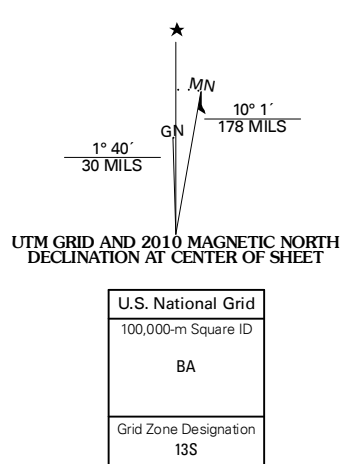 ★
MN
GN
10° 1´
178 MILS
1° 40´
30 MILS
UTM GRID AND 2010 MAGNETIC NORTH
DECLINATION AT CENTER OF SHEET
U.S. National Grid
100,000-m Square ID
BA
Grid Zone Designation
13S